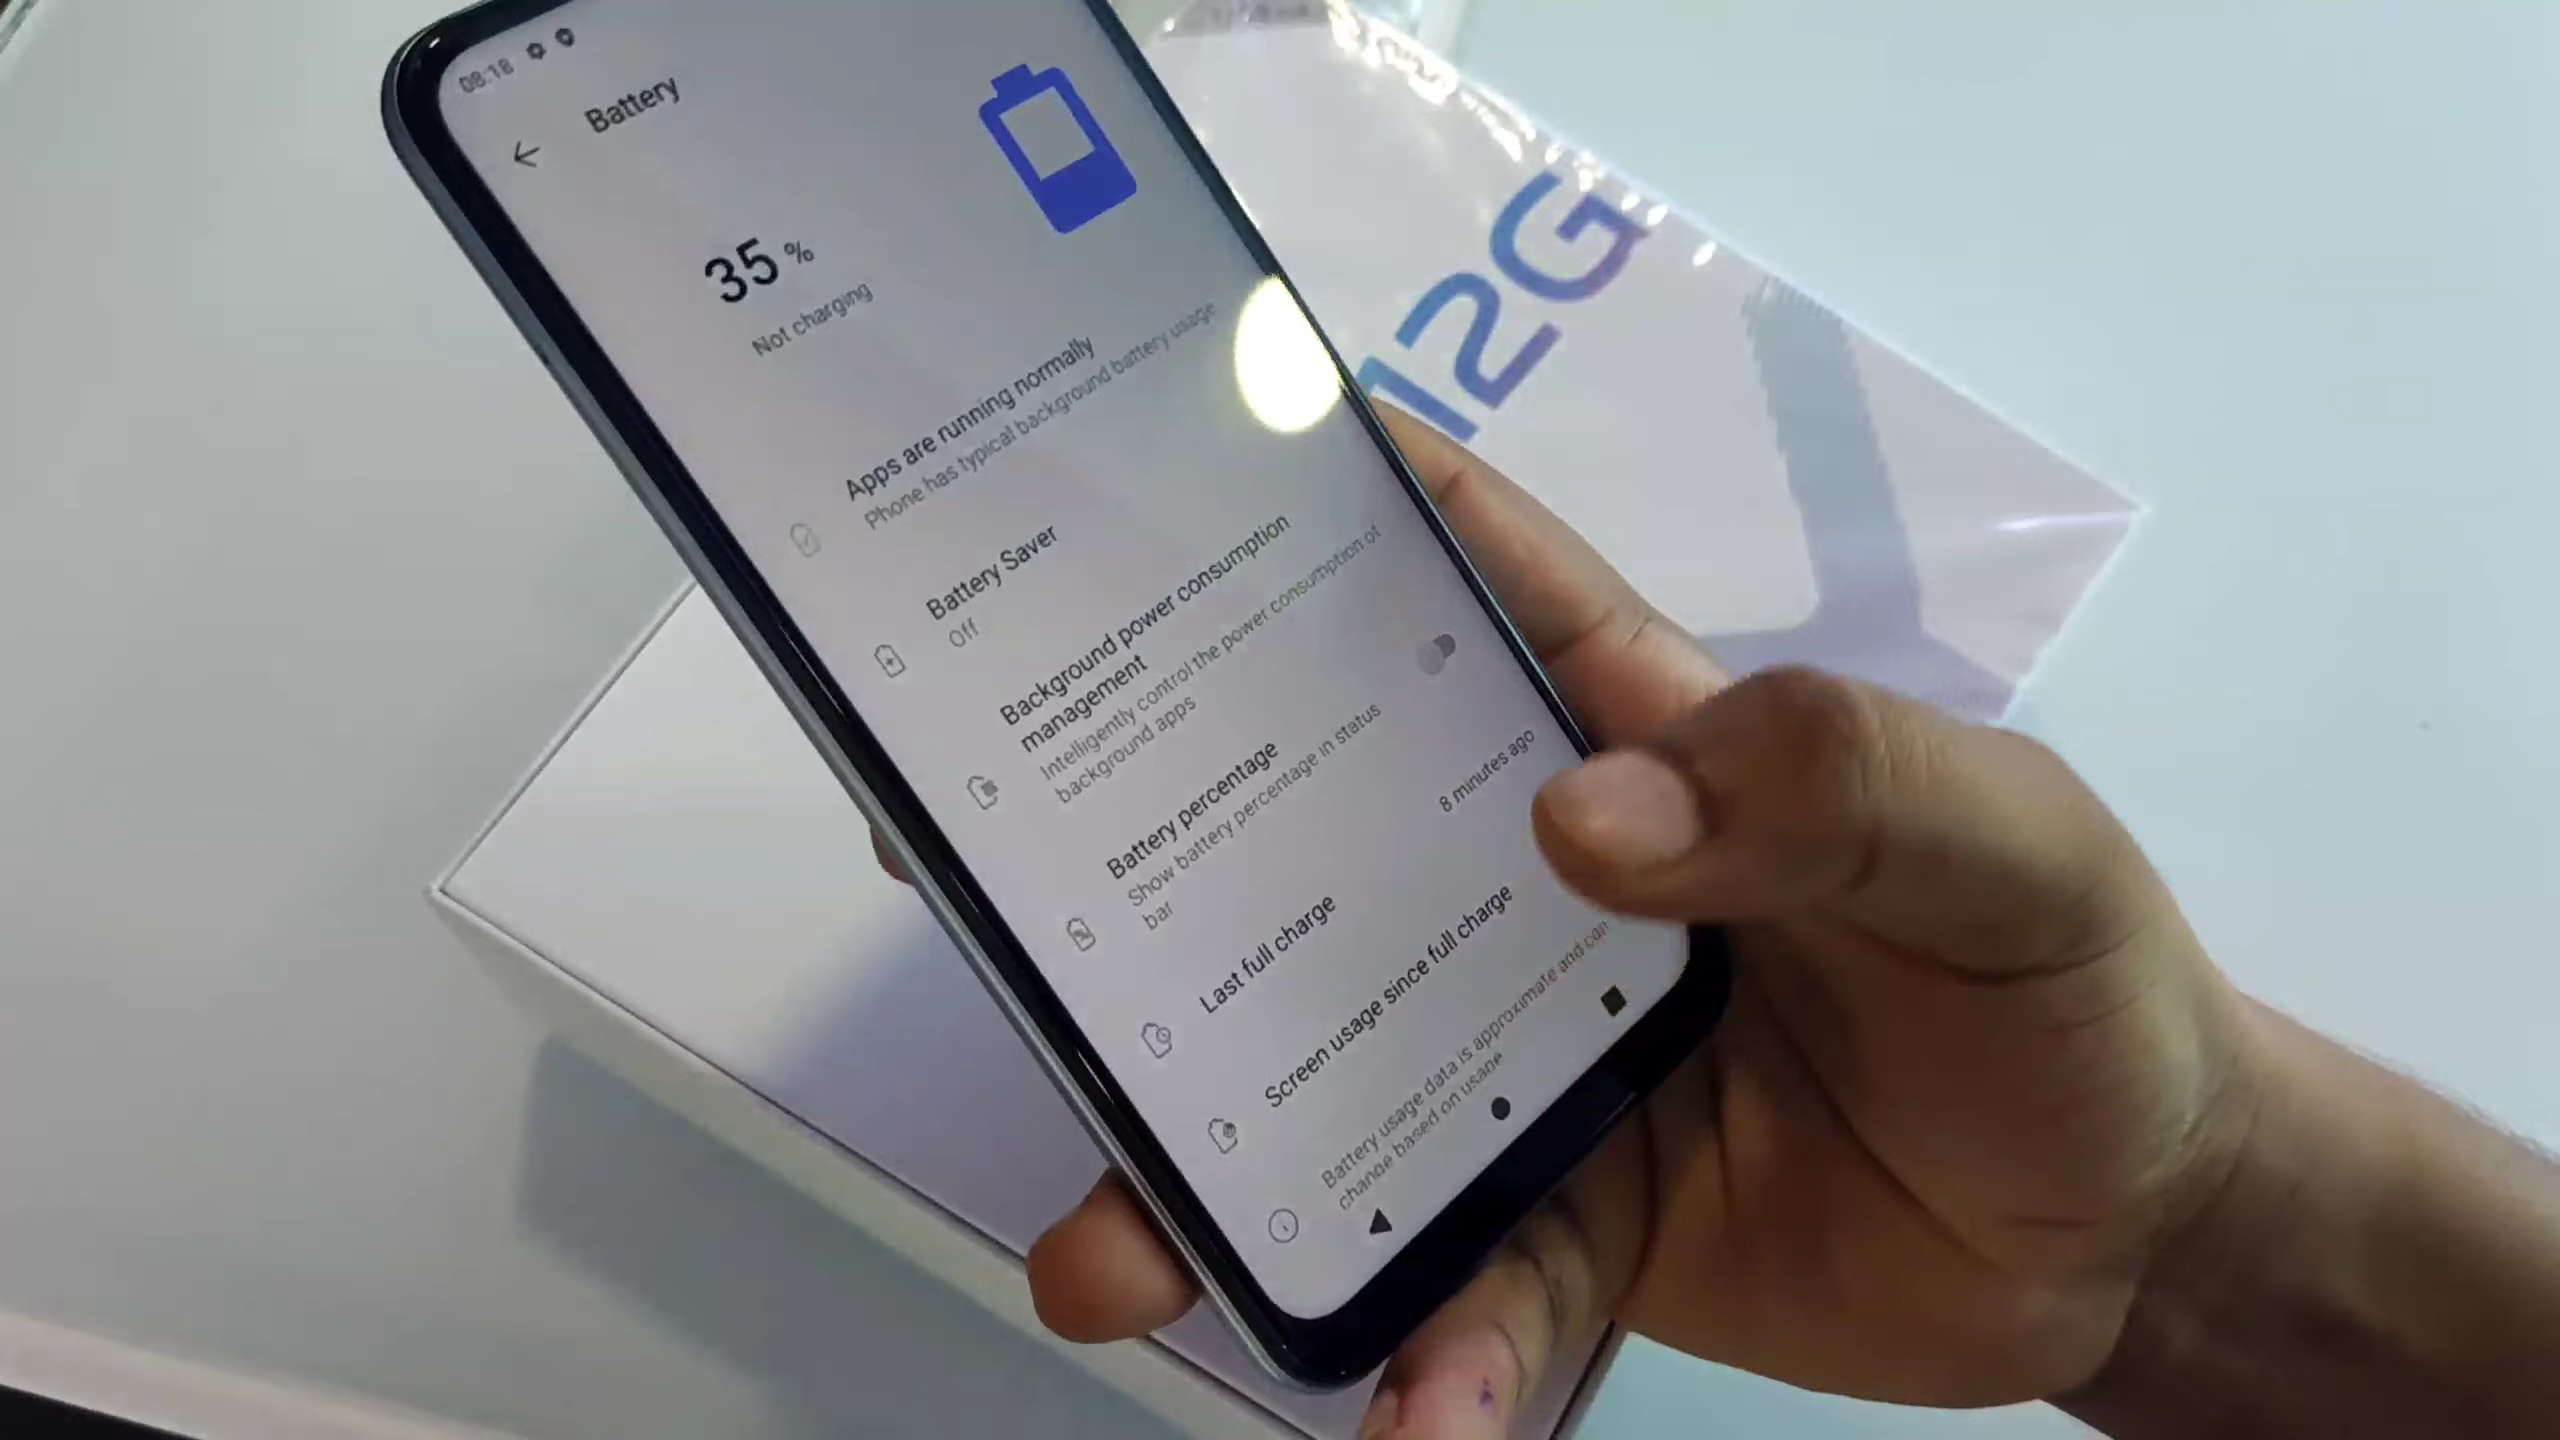 08:18
Battery
35 %
Not charging
Apps are running normally
Phone has typical background battery usage
Battery Saver
Off
Background power consumption
management
Intelligently control the power consumption of
background apps
Battery percentage
Show battery percentage in status
bar
Last full charge
8 minutes ago
Screen usage since full charge
Battery usage data is approximate and can
change based on usage
12G